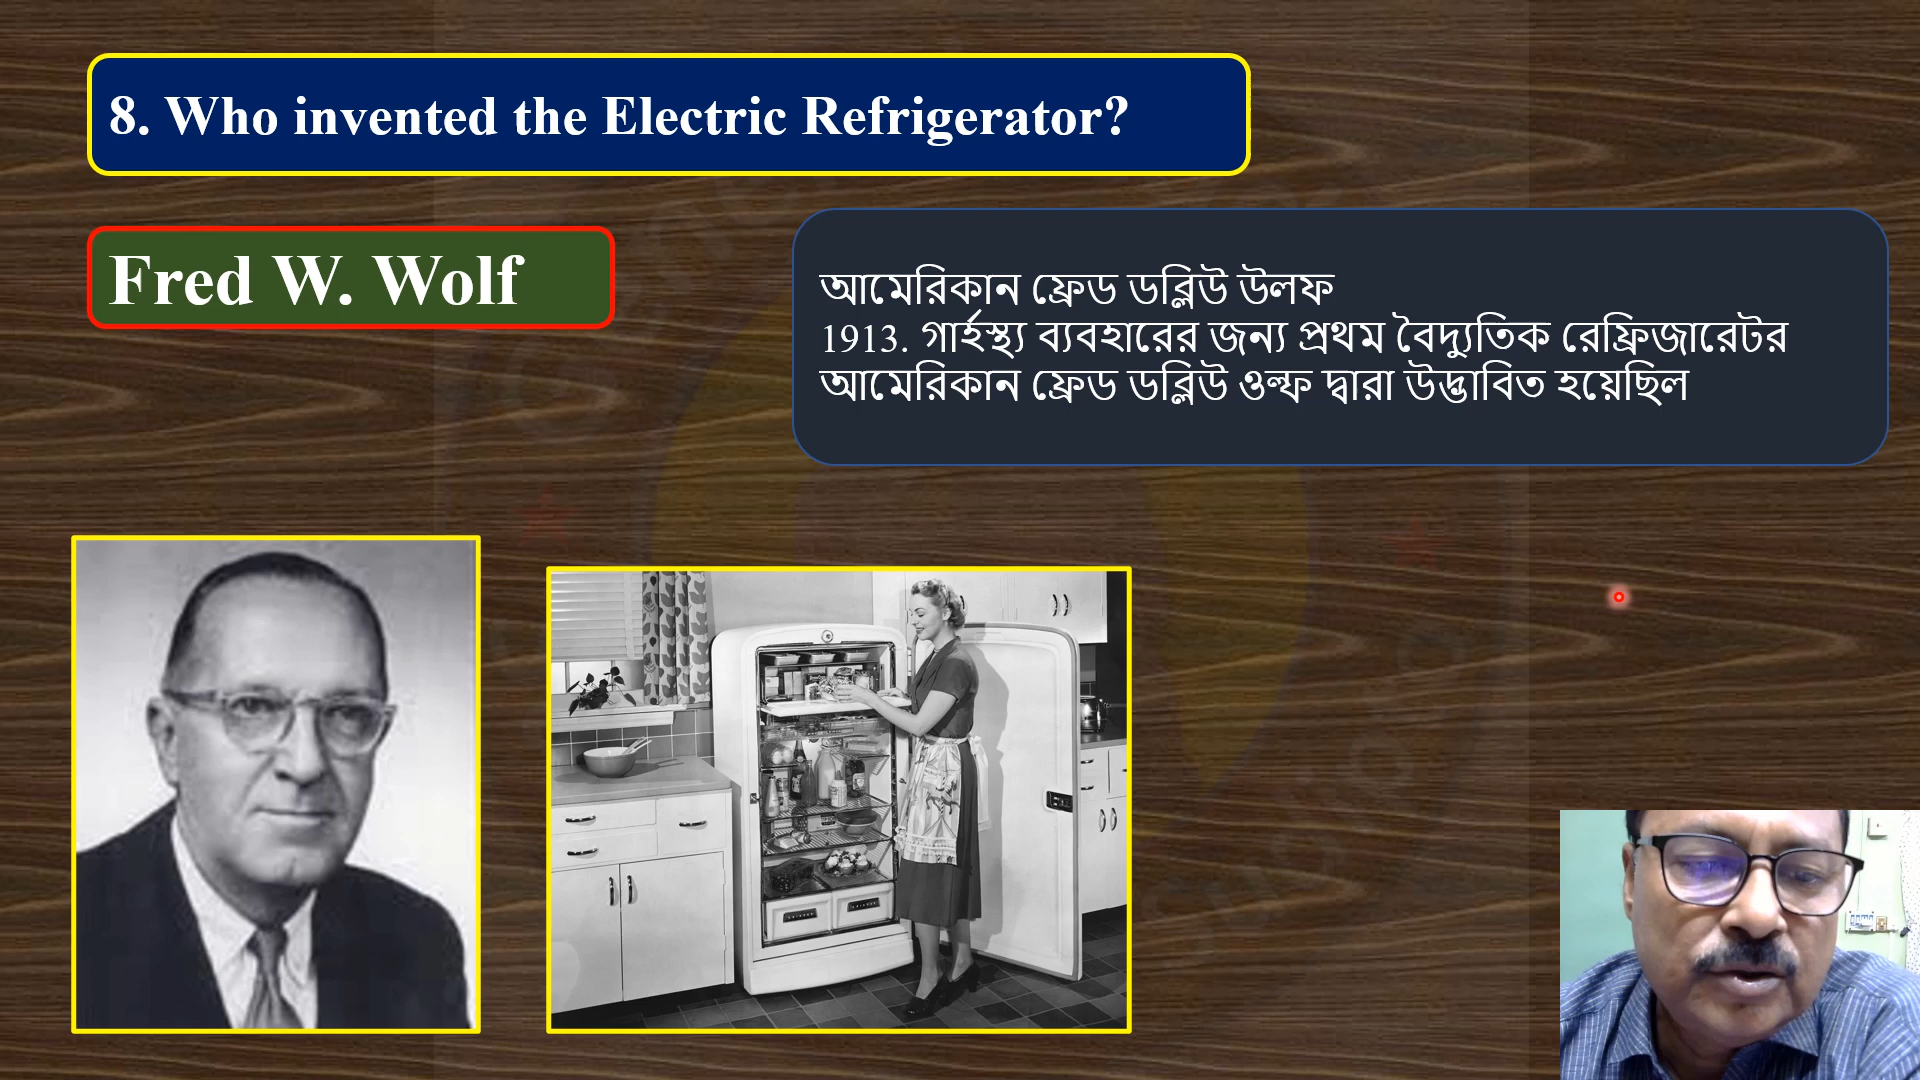 8. Who invented the Electric Refrigerator?
Fred W. Wolf
আমেরিকান ফ্রেড ডব্লিউ উলফ
1913. গার্হস্থ্য ব্যবহারের জন্য প্রথম বৈদ্যুতিক রেফ্রিজারেটর
আমেরিকান ফ্রেড ডব্লিউ ওল্ফ দ্বারা উদ্ভাবিত হয়েছিল